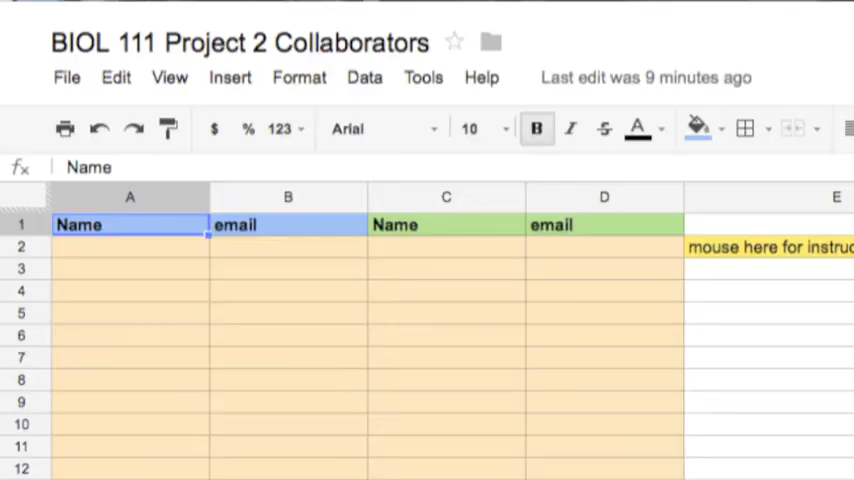 BIOL 111 Project 2 Collaborators
File Edit View Insert Format Data Tools Help Last edit was 9 minutes ago
$ % 123 Arial 10 B I S A
fx Name
A B C D E
1 Name email Name email
2 mouse here for instruc
3
4
5
6
7
8
9
10
11
12